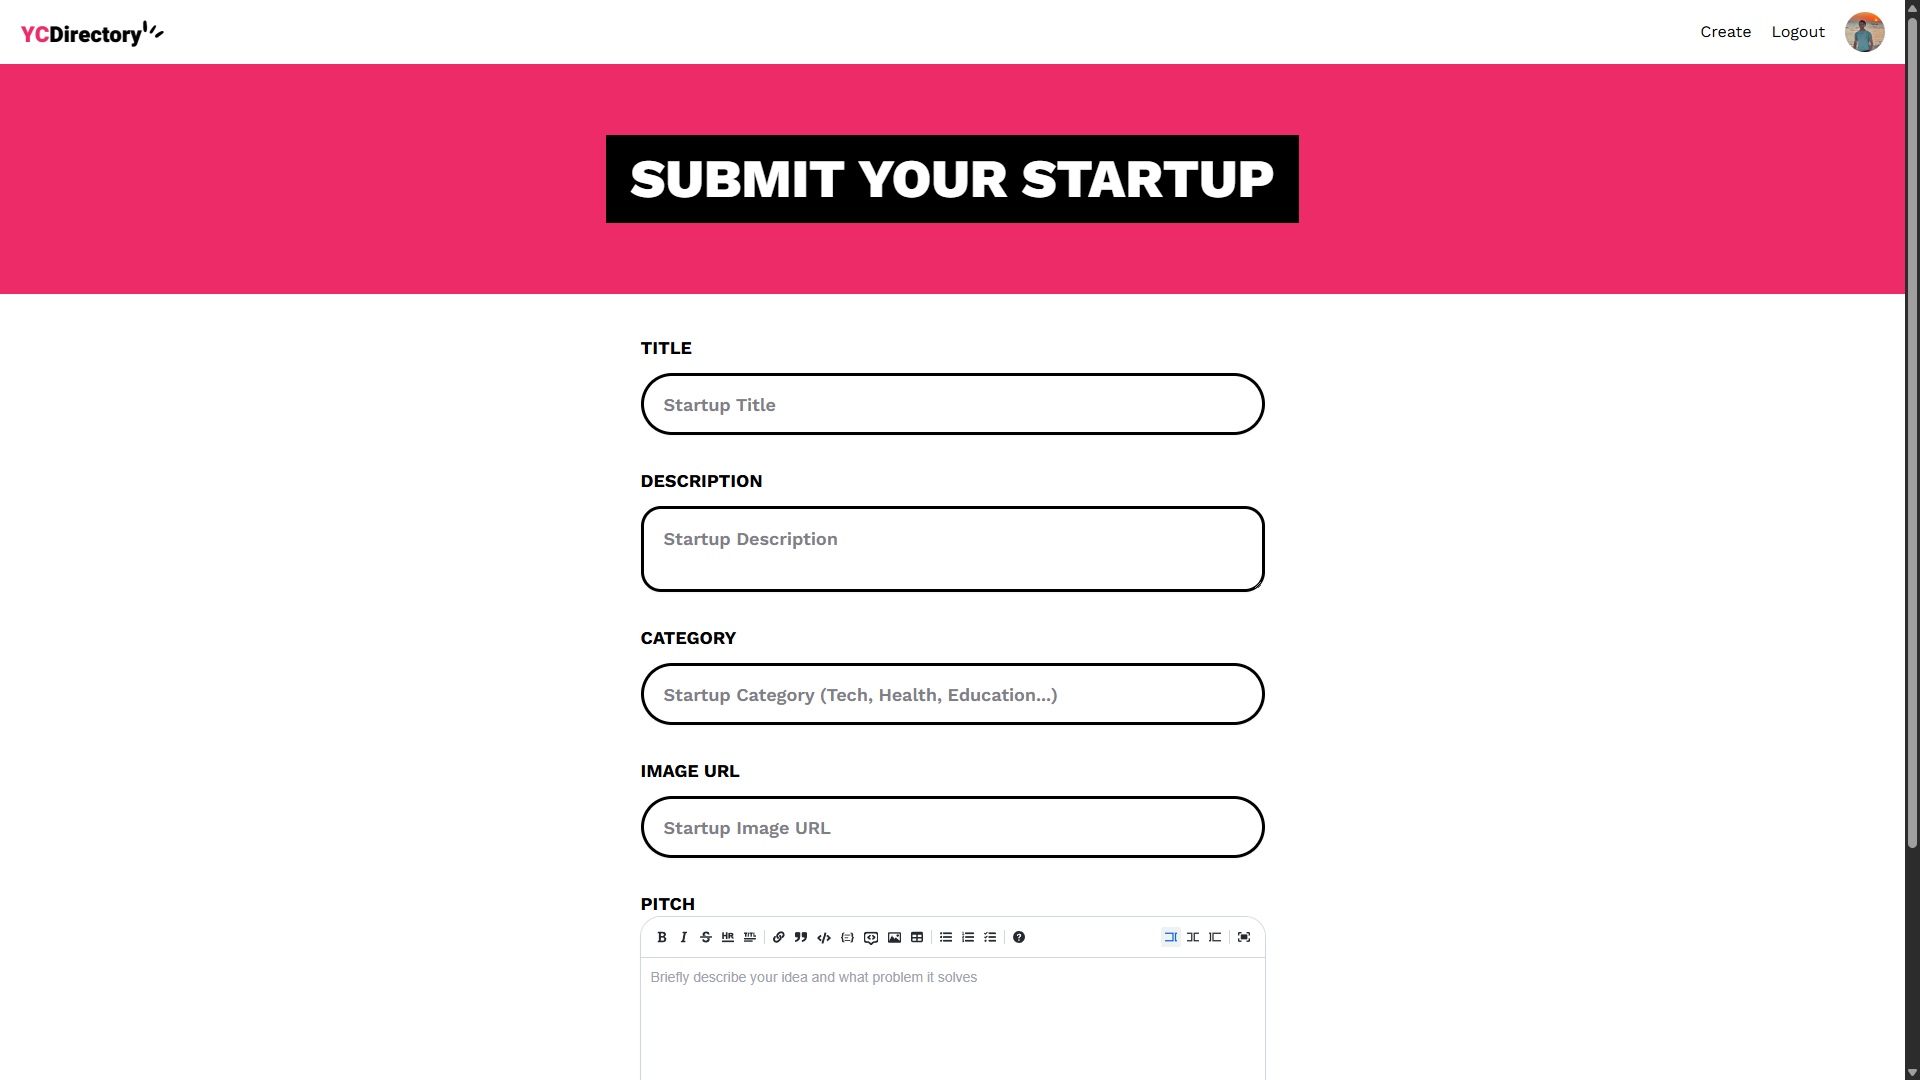 YCDirectory
Create Logout
SUBMIT YOUR STARTUP
TITLE
Startup Title
DESCRIPTION
Startup Description
CATEGORY
Startup Category (Tech, Health, Education...)
IMAGE URL
Startup Image URL
PITCH
B I S HR TITL
Briefly describe your idea and what problem it solves